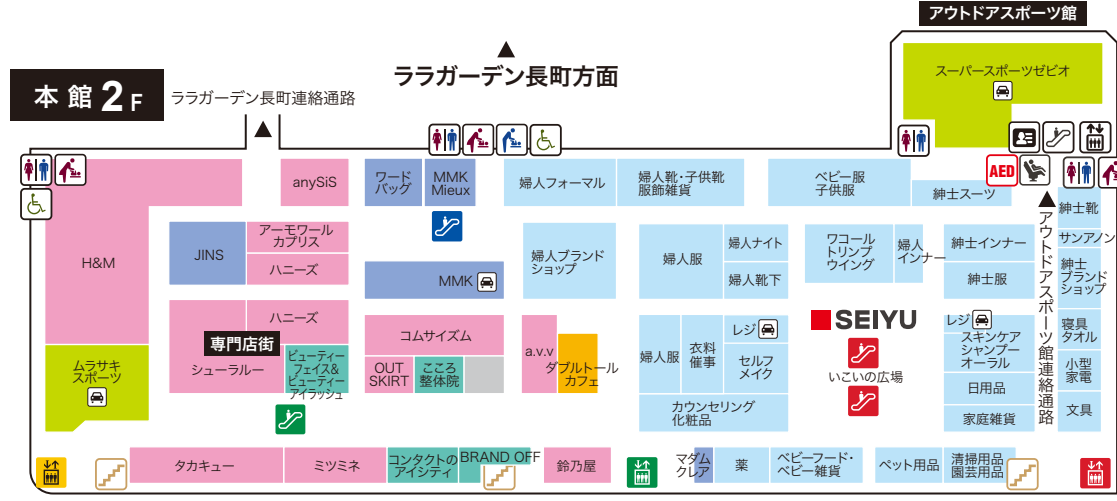 アウトドアスポーツ館
スーパースポーツゼビオ
ララガーデン長町方面
本館2F
ララガーデン長町連絡通路
AED
anySiS
ワード
バッグ
MMK
Mieux
婦人フォーマル
婦人靴・子供靴
服飾雑貨
ベビー服
子供服
紳士スーツ
紳士靴
H&M
JINS
アーモワール
カプリス
ハニーズ
MMK
婦人ブランド
ショップ
婦人服
婦人ナイト
婦人靴下
ワコール
トリンプ
ウイング
婦人
インナー
紳士インナー
紳士服
サンアノン
紳士
ブランド
ショップ
アウトドアスポーツ館連絡通路
ハニーズ
専門店街
シューラルー
ビューティー
フェイス&
ビューティー
アイラッシュ
コムサイズム
OUT
SKIRT
こころ
整体院
a.v.v
ダブルトール
カフェ
婦人服
衣料
催事
レジ
セルフ
メイク
カウンセリング
化粧品
SEIYU
いこいの広場
レジ
スキンケア
シャンプー
オーラル
日用品
家庭雑貨
寝具
タオル
小型
家電
文具
ムラサキ
スポーツ
タカキュー
ミツミネ
コンタクトの
アイシティ
BRAND OFF
鈴乃屋
マダム
クレア
薬
ベビーフード・
ベビー雑貨
ペット用品
清掃用品
園芸用品